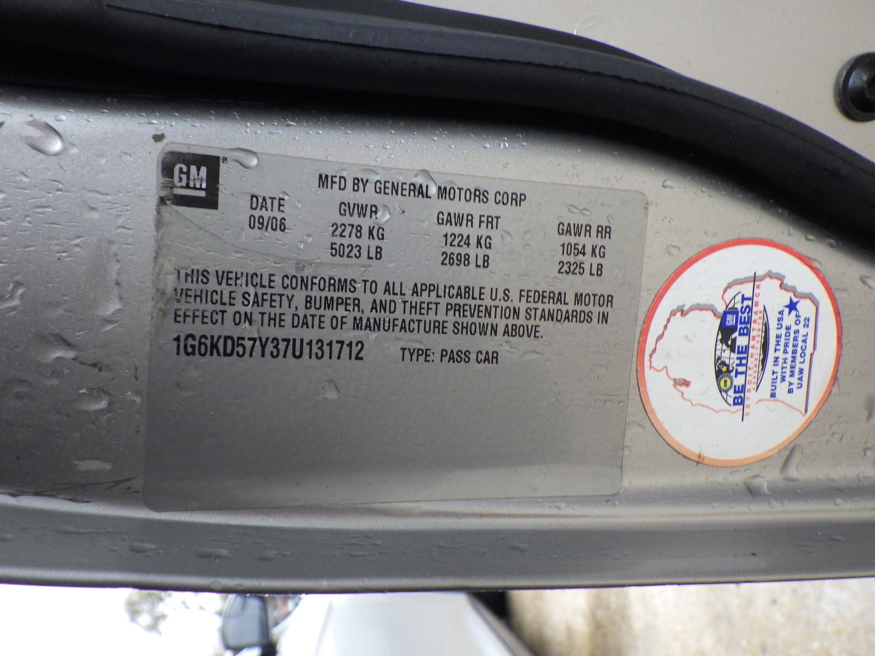 GM
MFD BY GENERAL MOTORS CORP
DATE GVWR GAWR FRT GAWR RR
09/06 2278 KG 1224 KG 1054 KG
5023 LB 2698 LB 2325 LB
THIS VEHICLE CONFORMS TO ALL APPLICABLE U.S. FEDERAL MOTOR
VEHICLE SAFETY, BUMPER, AND THEFT PREVENTION STANDARDS IN
EFFECT ON THE DATE OF MANUFACTURE SHOWN ABOVE.
1G6KD57Y37U131712 TYPE: PASS CAR
GM
BE THE BEST
DETROIT HAMTRAMCK
BUILT IN THE USA,
WITH PRIDE
BY MEMBERS OF
UAW LOCAL 22